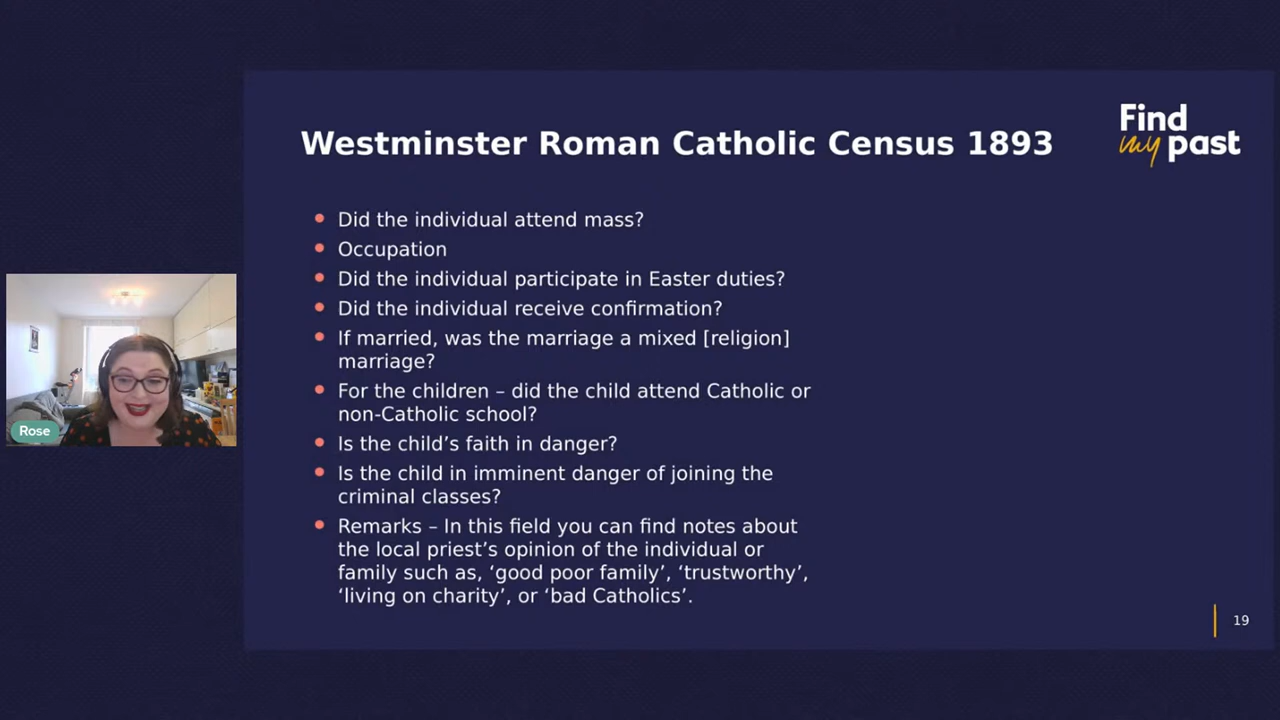 Find
my past
Westminster Roman Catholic Census 1893
Did the individual attend mass?
Occupation
Did the individual participate in Easter duties?
Did the individual receive confirmation?
If married, was the marriage a mixed [religion]
marriage?
For the children – did the child attend Catholic or
non-Catholic school?
Is the child’s faith in danger?
Is the child in imminent danger of joining the
criminal classes?
Remarks – In this field you can find notes about
the local priest’s opinion of the individual or
family such as, ‘good poor family’, ‘trustworthy’,
‘living on charity’, or ‘bad Catholics’.
Rose
19